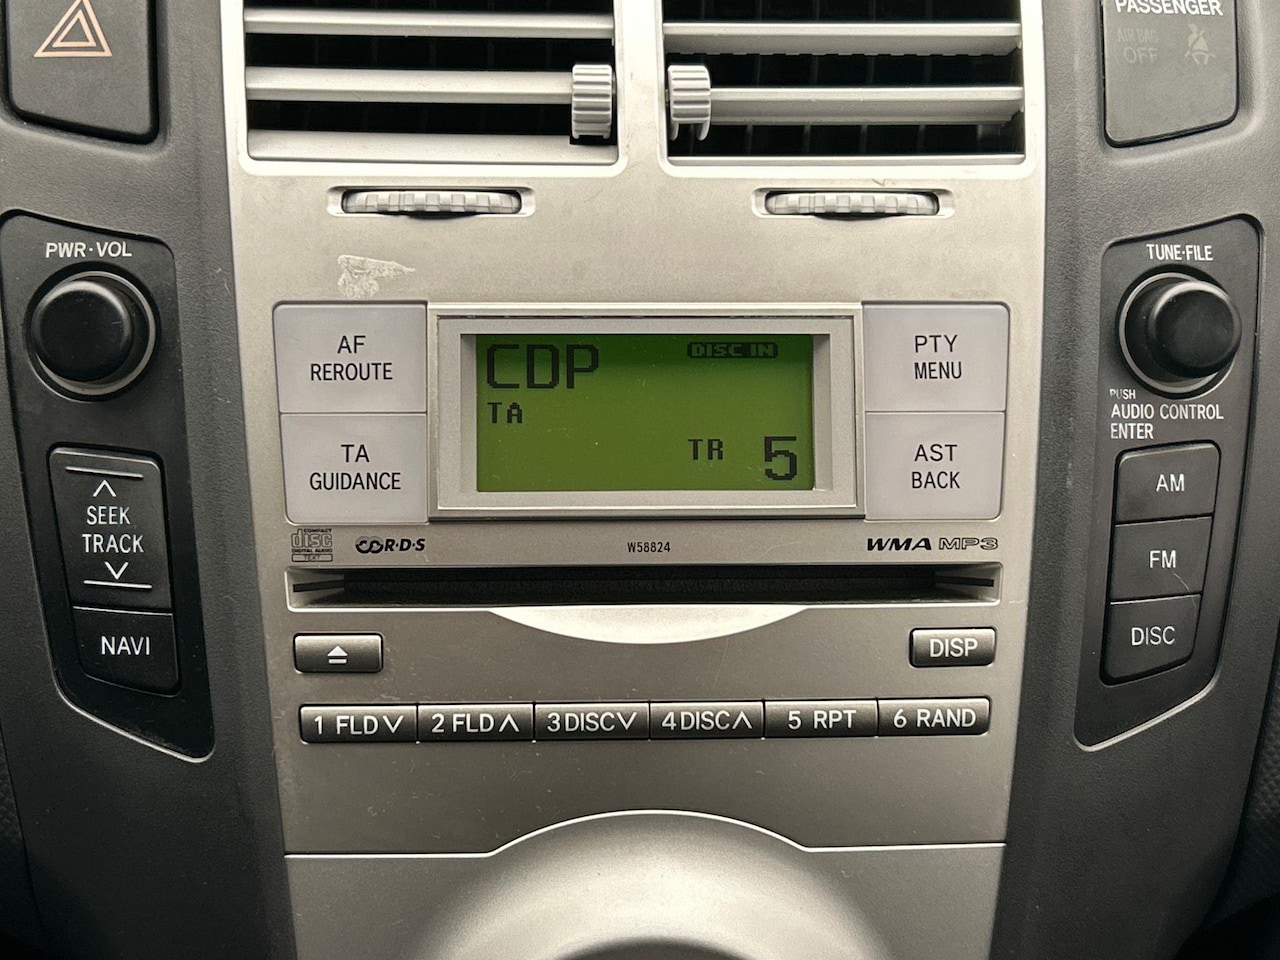 PASSENGER
AIR BAG
OFF
PWR·VOL
TUNE·FILE
AF
REROUTE
CDP
DISC IN
TA
TR 5
PTY
MENU
PUSH
AUDIO CONTROL
ENTER
TA
GUIDANCE
AST
BACK
SEEK
TRACK
NAVI
AM
FM
DISC
COMPACT
disc
DIGITAL AUDIO
TEXT
R·D·S
W58824
WMA MP3
DISP
1 FLD ∨
2 FLD ∧
3 DISC ∨
4 DISC ∧
5 RPT
6 RAND